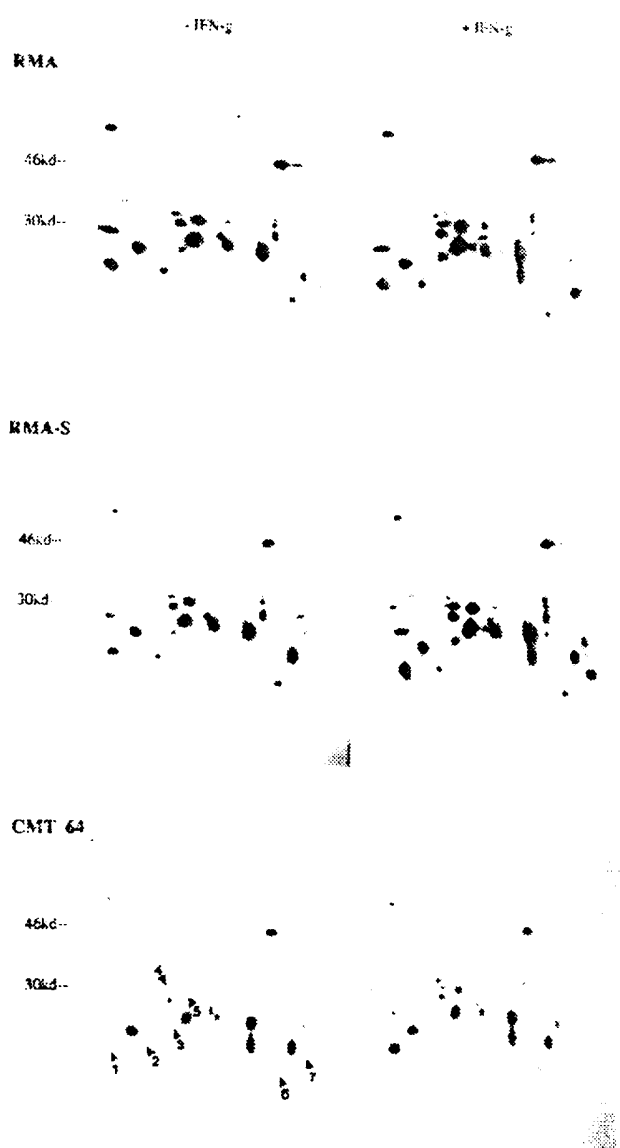 - IFN-g + IFN-g
RMA
46kd--
30kd--
RMA-S
46kd--
30kd
CMT 64
46kd--
30kd--
4
5
3
2
1
6
7